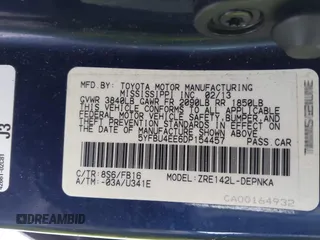 MFD. BY: TOYOTA MOTOR MANUFACTURING
MISSISSIPPI INC 02/13
GVWR 3840LB GAWR FR 2090LB RR 1850LB
THIS VEHICLE CONFORMS TO ALL APPLICABLE
FEDERAL MOTOR VEHICLE SAFETY, BUMPER, AND
THEFT PREVENTION STANDARDS IN EFFECT ON
THE DATE OF MANUFACTURE SHOWN ABOVE.
5YFBU4EE6DP154457 PASS.CAR
C/TR: 8S6/FB16 MODEL: ZRE142L-DEPNKA
A/TM: -03A/U341E
CA00164932
J3
DREAMBID